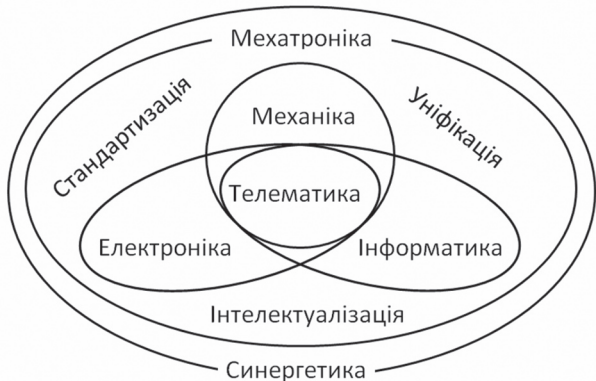 Мехатроніка
Стандартизація
Уніфікація
Механіка
Телематика
Електроніка
Інформатика
Інтелектуалізація
Синергетика